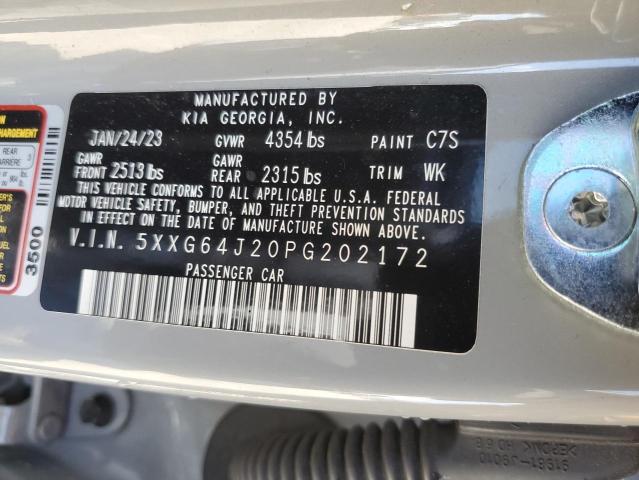 MANUFACTURED BY
KIA GEORGIA, INC.
JAN/24/23 GVWR 4354 lbs PAINT C7S
GAWR GAWR
FRONT 2513 lbs REAR 2315 lbs TRIM WK
THIS VEHICLE CONFORMS TO ALL APPLICABLE U.S.A. FEDERAL
MOTOR VEHICLE SAFETY, BUMPER, AND THEFT PREVENTION STANDARDS
IN EFFECT ON THE DATE OF MANUFACTURE SHOWN ABOVE.
V.I.N. 5XXG64J20PG202172
PASSENGER CAR
REAR
3500